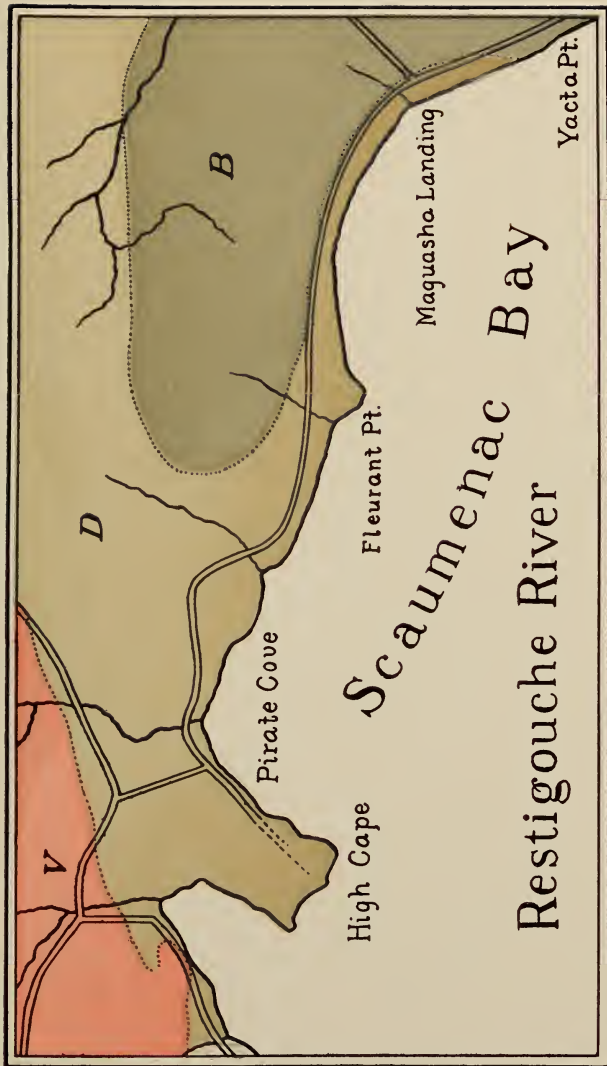 V
D
B
Pirate Cove
High Cape
Fleurant Pt.
Maguasha Landing
Scaumenac Bay
Restigouche River
Yacta Pt.